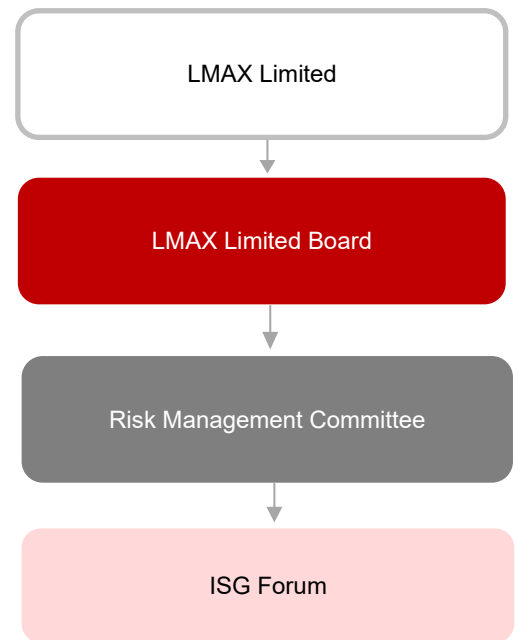 LMAX Limited
LMAX Limited Board
Risk Management Committee
ISG Forum